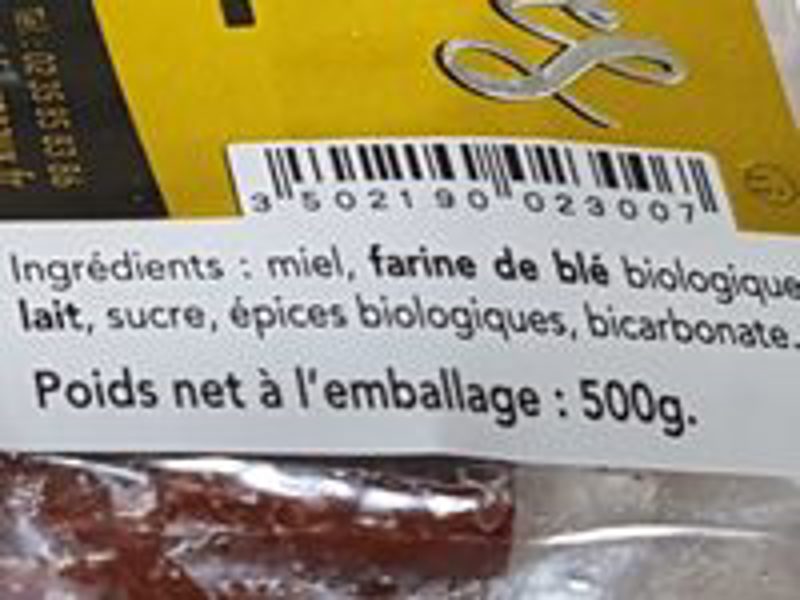 3 502190 023007
Ingrédients : miel, farine de blé biologique
lait, sucre, épices biologiques, bicarbonate.
Poids net à l'emballage : 500g.